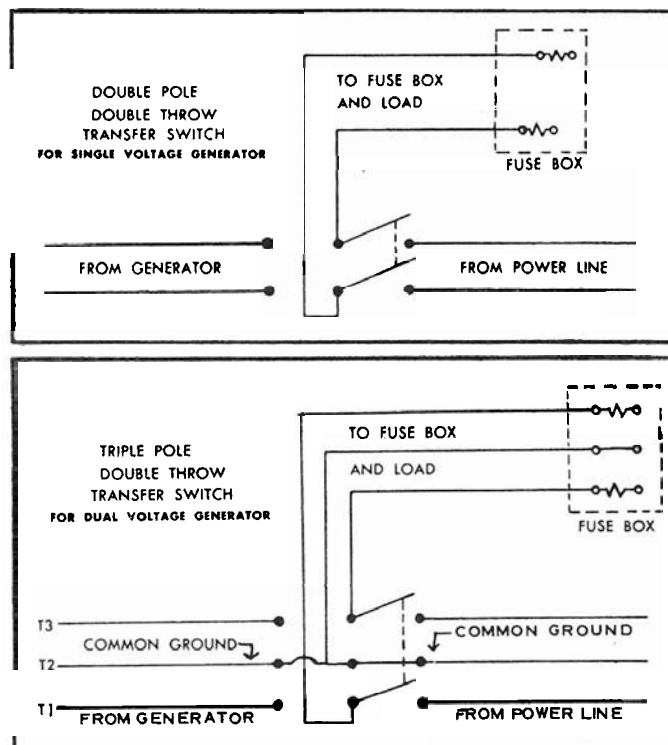 DOUBLE POLE
DOUBLE THROW
TRANSFER SWITCH
FOR SINGLE VOLTAGE GENERATOR
TO FUSE BOX
AND LOAD
FUSE BOX
FROM GENERATOR
FROM POWER LINE
TRIPLE POLE
DOUBLE THROW
TRANSFER SWITCH
FOR DUAL VOLTAGE GENERATOR
TO FUSE BOX
AND LOAD
FUSE BOX
T3
COMMON GROUND
COMMON GROUND
T2
T1
FROM GENERATOR
FROM POWER LINE